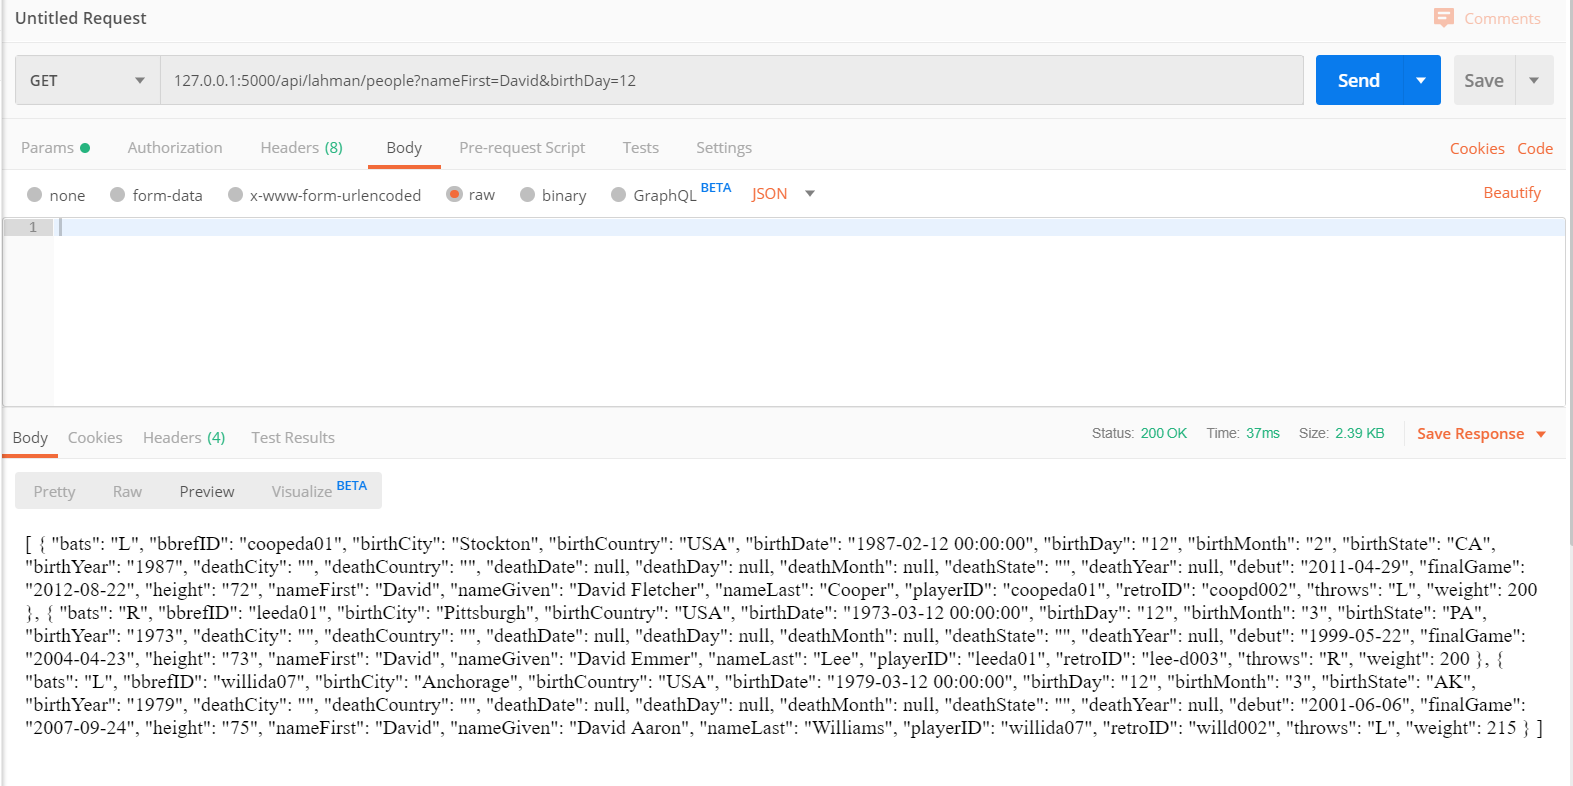 Untitled Request
Comments
GET
127.0.0.1:5000/api/lahman/people?nameFirst=David&birthDay=12
Send
Save
Params
Authorization
Headers (8)
Body
Pre-request Script
Tests
Settings
Cookies
Code
none
form-data
x-www-form-urlencoded
raw
binary
GraphQL BETA
JSON
Beautify
1
Body
Cookies
Headers (4)
Test Results
Status: 200 OK
Time: 37ms
Size: 2.39 KB
Save Response
Pretty
Raw
Preview
Visualize BETA
[ { "bats": "L", "bbrefID": "coopeda01", "birthCity": "Stockton", "birthCountry": "USA", "birthDate": "1987-02-12 00:00:00", "birthDay": "12", "birthMonth": "2", "birthState": "CA",
"birthYear": "1987", "deathCity": "", "deathCountry": "", "deathDate": null, "deathDay": null, "deathMonth": null, "deathState": "", "deathYear": null, "debut": "2011-04-29", "finalGame":
"2012-08-22", "height": "72", "nameFirst": "David", "nameGiven": "David Fletcher", "nameLast": "Cooper", "playerID": "coopeda01", "retroID": "coopd002", "throws": "L", "weight": 200
}, { "bats": "R", "bbrefID": "leeda01", "birthCity": "Pittsburgh", "birthCountry": "USA", "birthDate": "1973-03-12 00:00:00", "birthDay": "12", "birthMonth": "3", "birthState": "PA",
"birthYear": "1973", "deathCity": "", "deathCountry": "", "deathDate": null, "deathDay": null, "deathMonth": null, "deathState": "", "deathYear": null, "debut": "1999-05-22", "finalGame":
"2004-04-23", "height": "73", "nameFirst": "David", "nameGiven": "David Emmer", "nameLast": "Lee", "playerID": "leeda01", "retroID": "lee-d003", "throws": "R", "weight": 200 }, {
"bats": "L", "bbrefID": "willida07", "birthCity": "Anchorage", "birthCountry": "USA", "birthDate": "1979-03-12 00:00:00", "birthDay": "12", "birthMonth": "3", "birthState": "AK",
"birthYear": "1979", "deathCity": "", "deathCountry": "", "deathDate": null, "deathDay": null, "deathMonth": null, "deathState": "", "deathYear": null, "debut": "2001-06-06", "finalGame":
"2007-09-24", "height": "75", "nameFirst": "David", "nameGiven": "David Aaron", "nameLast": "Williams", "playerID": "willida07", "retroID": "willd002", "throws": "L", "weight": 215 } ]